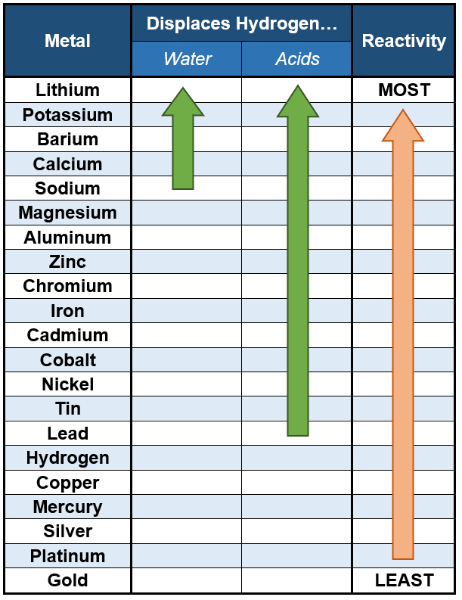 Metal
Displaces Hydrogen…
Reactivity
Water
Acids
Lithium
MOST
Potassium
Barium
Calcium
Sodium
Magnesium
Aluminum
Zinc
Chromium
Iron
Cadmium
Cobalt
Nickel
Tin
Lead
Hydrogen
Copper
Mercury
Silver
Platinum
Gold
LEAST